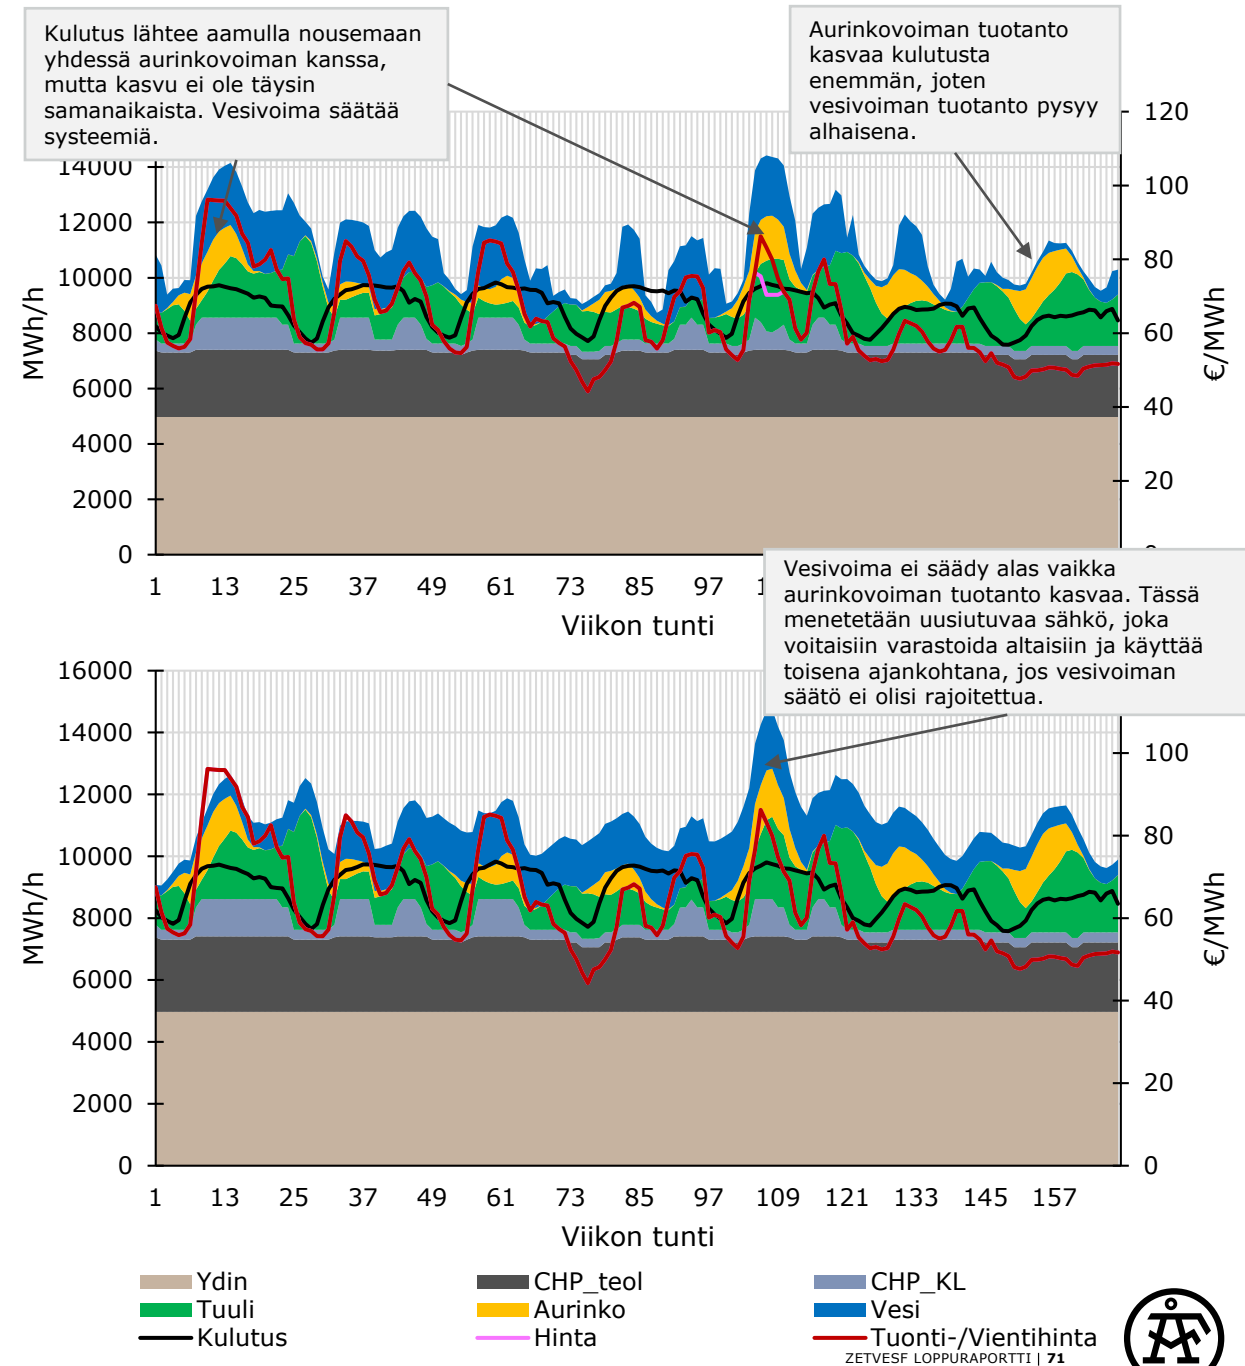 Kulutus lähtee aamulla nousemaan
yhdessä aurinkovoiman kanssa,
mutta kasvu ei ole täysin
samanaikaista. Vesivoima säätää
systeemiä.
Aurinkovoiman tuotanto
kasvaa kulutusta
enemmän, joten
vesivoiman tuotanto pysyy
alhaisena.
14000
12000
10000
8000
6000
4000
2000
0
MWh/h
120
100
80
60
40
20
€/MWh
1 13 25 37 49 61 73 85 97
Viikon tunti
Vesivoima ei säädy alas vaikka
aurinkovoiman tuotanto kasvaa. Tässä
menetetään uusiutuvaa sähkö, joka
voitaisiin varastoida altaisiin ja käyttää
toisena ajankohtana, jos vesivoiman
säätö ei olisi rajoitettua.
16000
14000
12000
10000
8000
6000
4000
2000
0
MWh/h
100
80
60
40
20
0
€/MWh
1 13 25 37 49 61 73 85 97 109 121 133 145 157
Viikon tunti
Ydin CHP_teol CHP_KL
Tuuli Aurinko Vesi
Kulutus Hinta Tuonti-/Vientihinta
ZETVESF LOPPURAPORTTI | 71